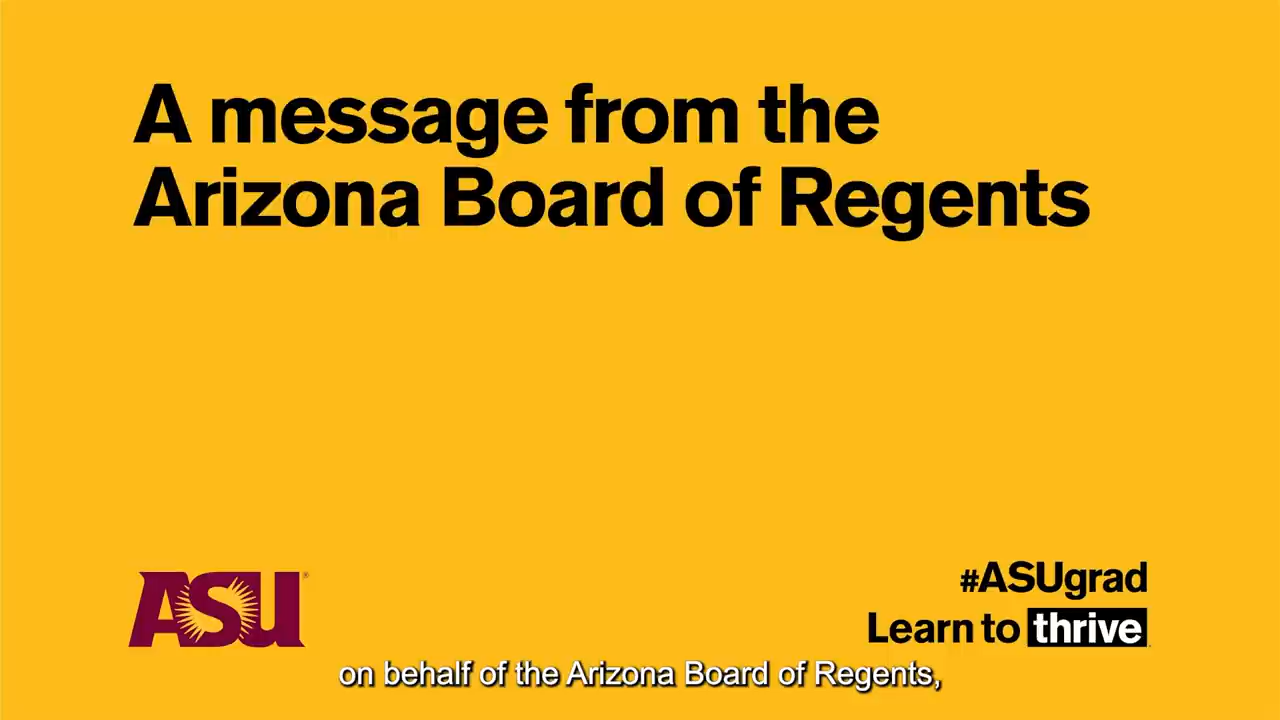 A message from the
Arizona Board of Regents
ASU
#ASUgrad
Learn to thrive
on behalf of the Arizona Board of Regents,